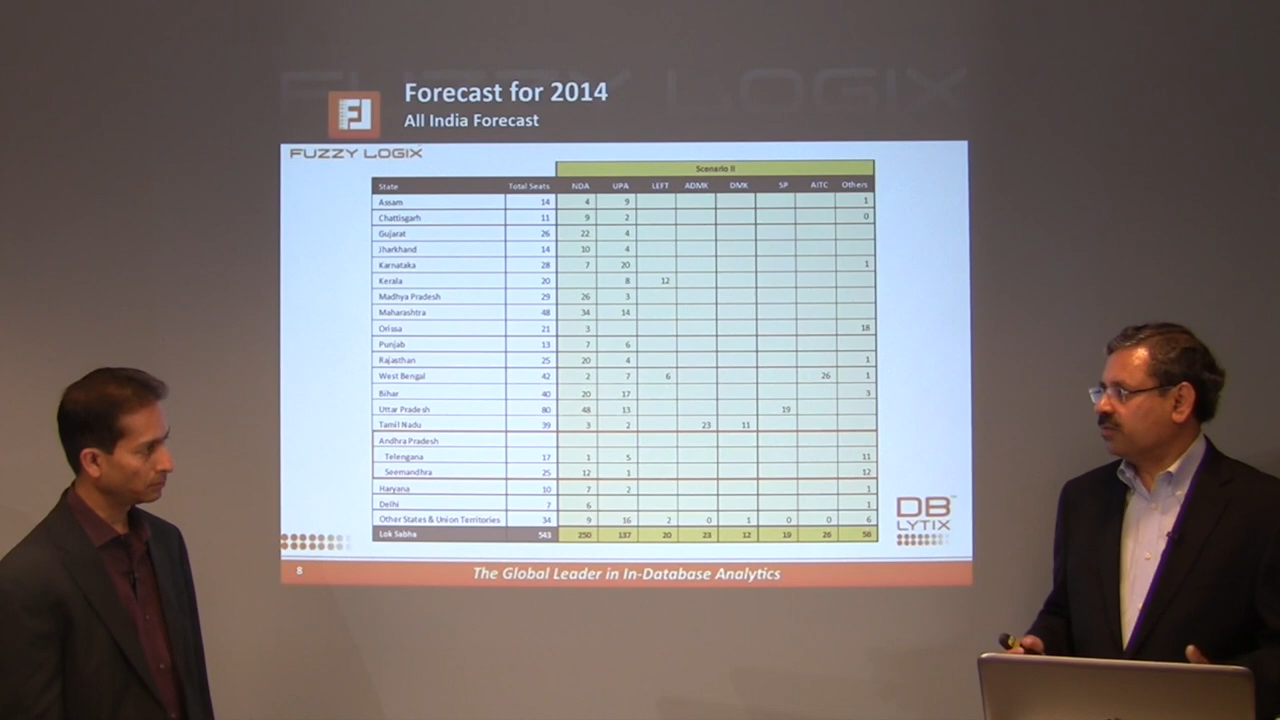 FUZZY LOGIX
Forecast for 2014
All India Forecast
FUZZY LOGIX
Scenario II
State Total Seats NDA UPA LEFT ADMK DMK SP AITC Others
Assam 14 4 9 1
Chattisgarh 11 9 2 0
Gujarat 26 22 4
Jharkhand 14 10 4
Karnataka 28 7 20 1
Kerala 20 8 12
Madhya Pradesh 29 26 3
Maharashtra 48 34 14
Orissa 21 3 18
Punjab 13 7 6
Rajasthan 25 20 4 1
West Bengal 42 2 7 6 26 1
Bihar 40 20 17 3
Uttar Pradesh 80 48 13 19
Tamil Nadu 39 3 2 23 11
Andhra Pradesh
Telengana 17 1 5 11
Seemandhra 25 12 1 12
Haryana 10 7 2 1
Delhi 7 6 1
Other States & Union Territories 34 9 16 2 0 1 0 0 6
Lok Sabha 543 250 137 20 23 12 19 26 56
DB
LYTIX
8 The Global Leader in In-Database Analytics